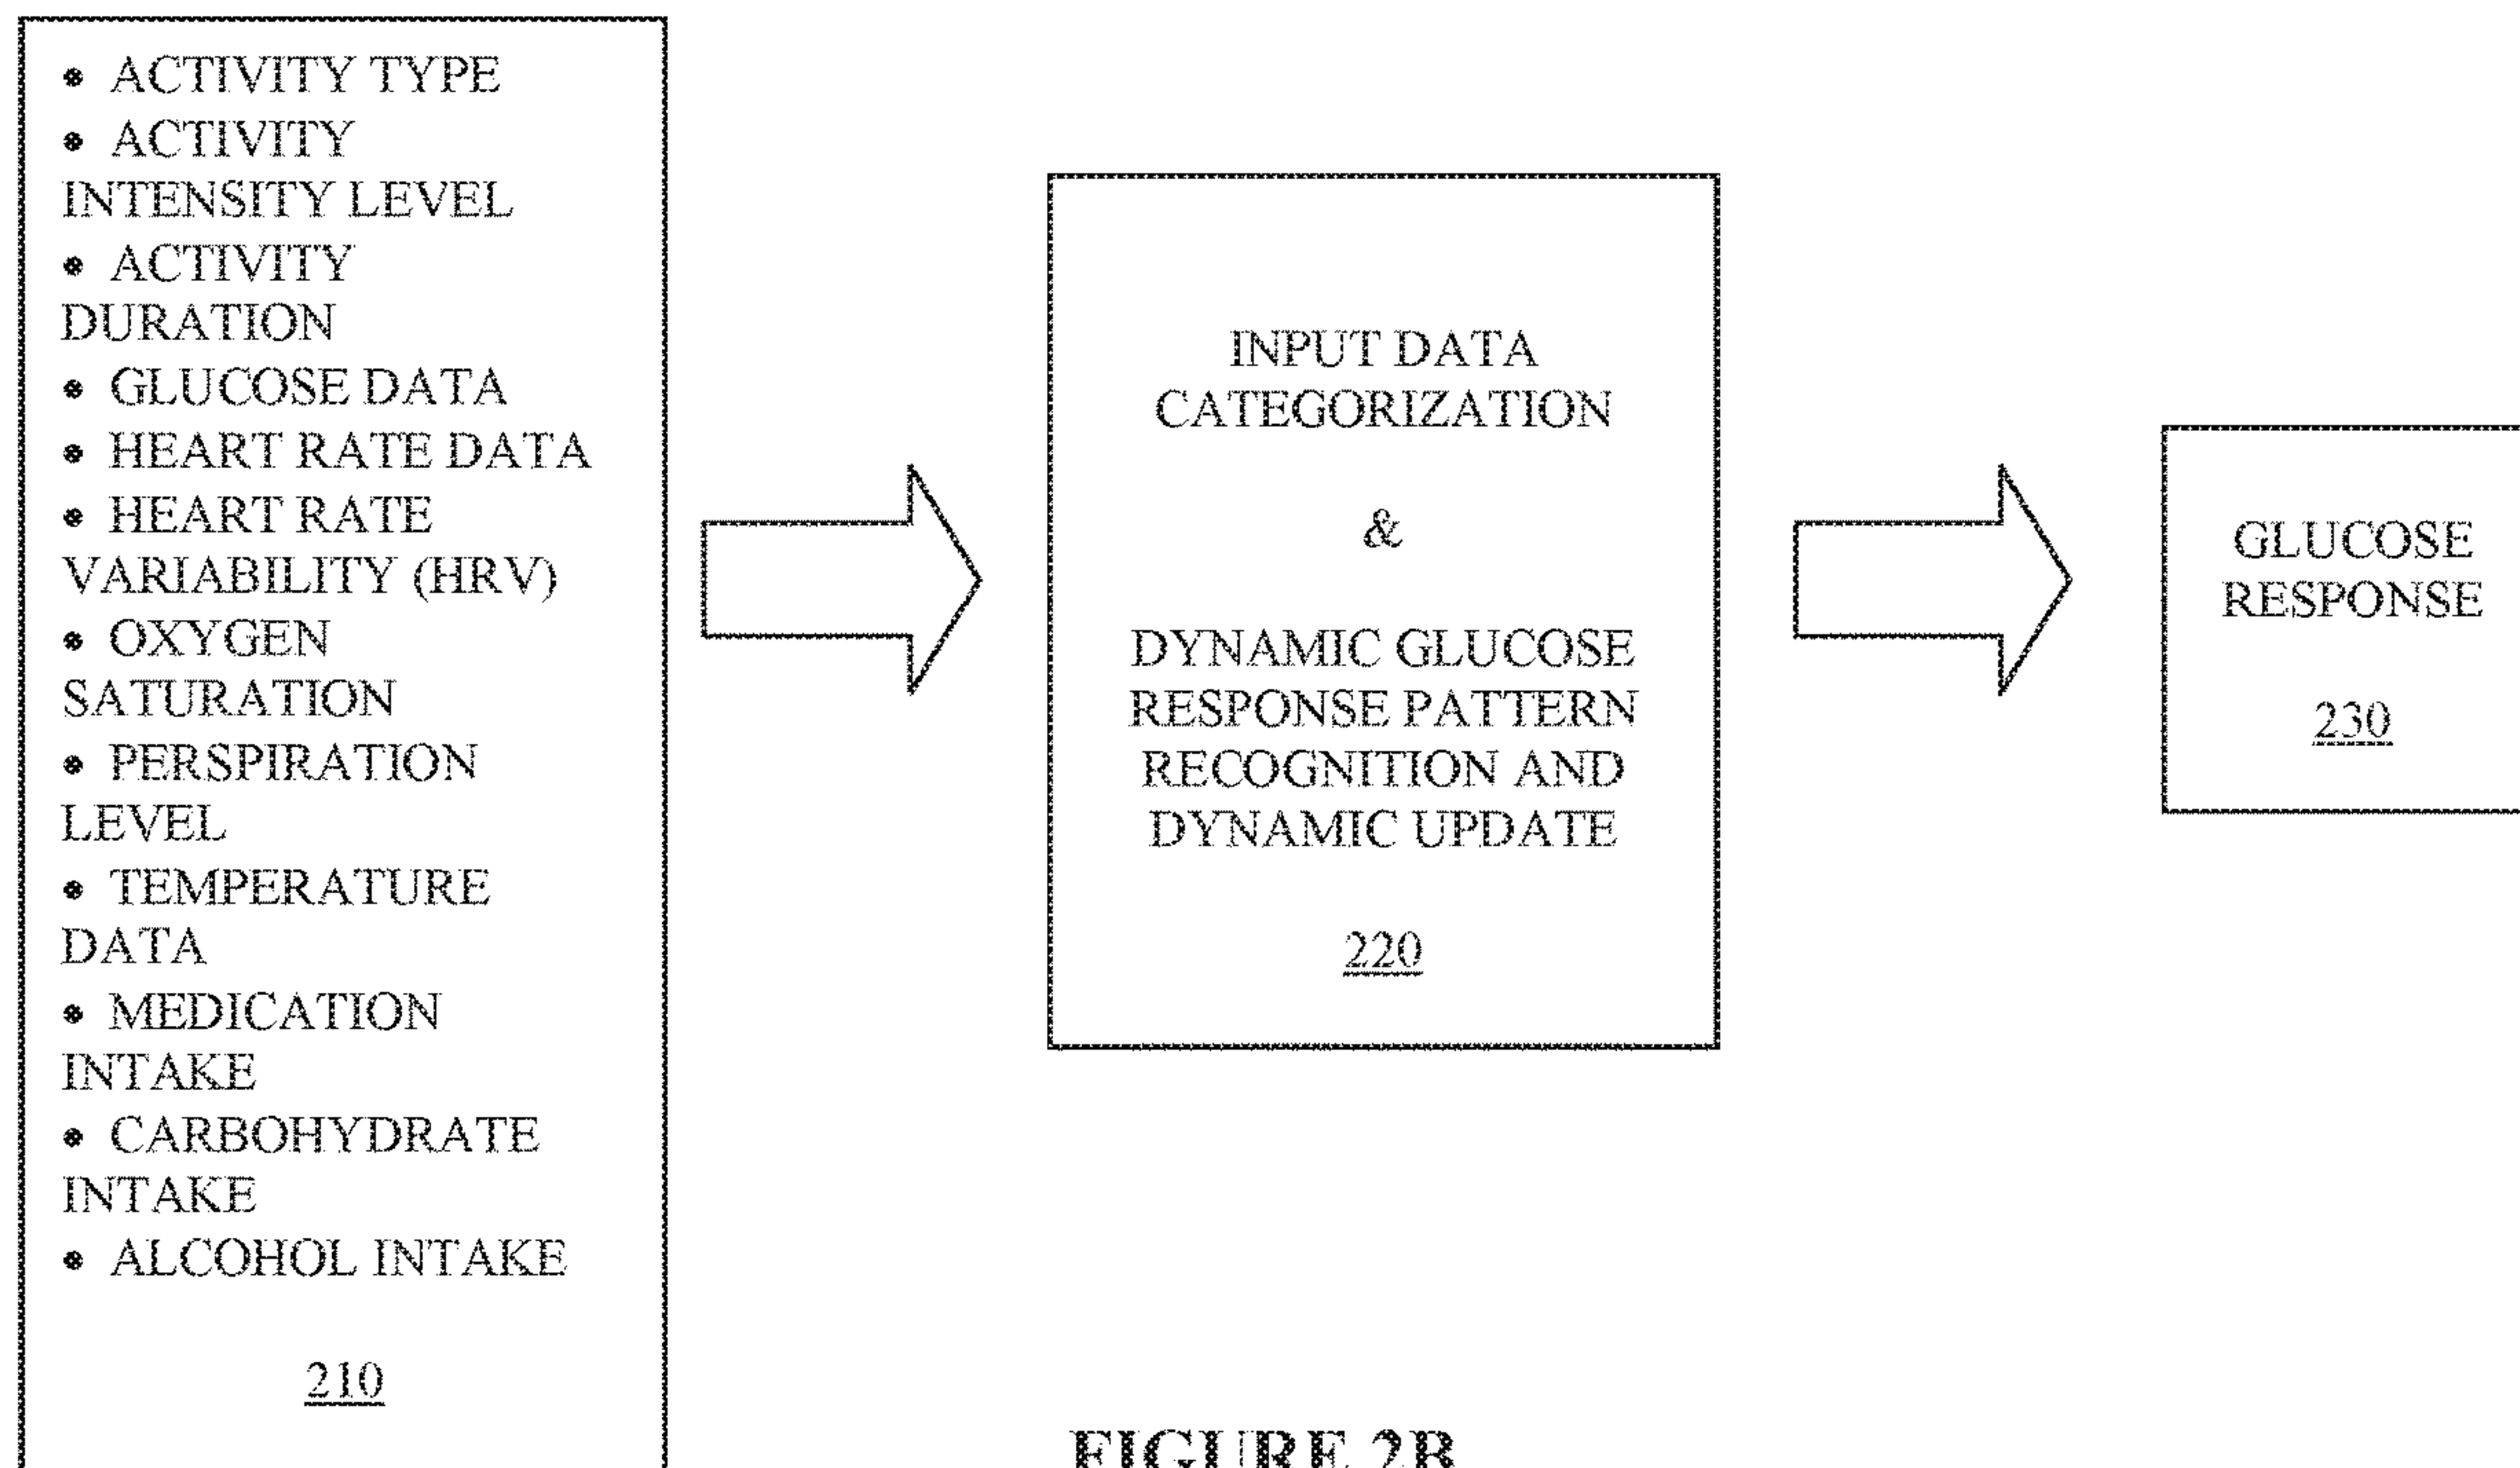 • ACTIVITY TYPE
• ACTIVITY
INTENSITY LEVEL
• ACTIVITY
DURATION
• GLUCOSE DATA
• HEART RATE DATA
• HEART RATE
VARIABILITY (HRV)
• OXYGEN
SATURATION
• PERSPIRATION
LEVEL
• TEMPERATURE
DATA
• MEDICATION
INTAKE
• CARBOHYDRATE
INTAKE
• ALCOHOL INTAKE
210
INPUT DATA
CATEGORIZATION
&
DYNAMIC GLUCOSE
RESPONSE PATTERN
RECOGNITION AND
DYNAMIC UPDATE
220
GLUCOSE
RESPONSE
230
FIGURE 2B